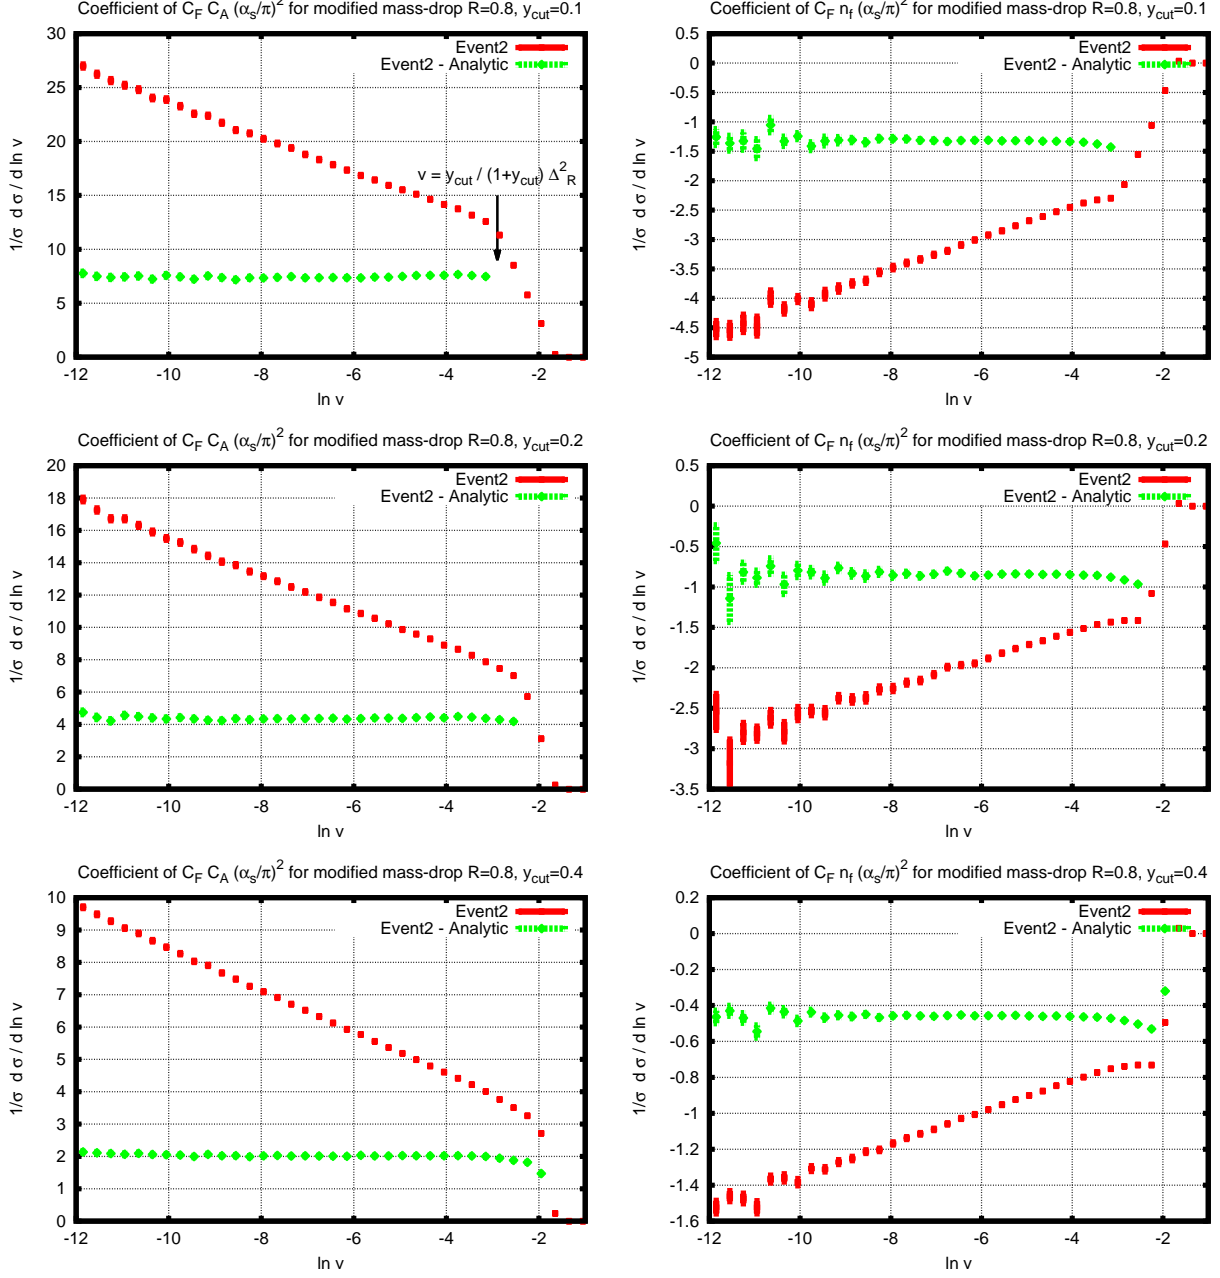 Coefficient of C_F C_A (α_s/π)^2 for modified mass-drop R=0.8, y_cut=0.1
30
25
20
15
10
5
0
Event2
Event2 - Analytic
v = y_cut / (1+y_cut) Δ^2_R
1/σ d σ / d ln v
-12 -10 -8 -6 -4 -2
ln v
Coefficient of C_F n_f (α_s/π)^2 for modified mass-drop R=0.8, y_cut=0.1
0.5
0
-0.5
-1
-1.5
-2
-2.5
-3
-3.5
-4
-4.5
-5
Event2
Event2 - Analytic
1/σ d σ / d ln v
-12 -10 -8 -6 -4 -2
ln v
Coefficient of C_F C_A (α_s/π)^2 for modified mass-drop R=0.8, y_cut=0.2
20
18
16
14
12
10
8
6
4
2
0
Event2
Event2 - Analytic
1/σ d σ / d ln v
-12 -10 -8 -6 -4 -2
ln v
Coefficient of C_F n_f (α_s/π)^2 for modified mass-drop R=0.8, y_cut=0.2
0.5
0
-0.5
-1
-1.5
-2
-2.5
-3
-3.5
Event2
Event2 - Analytic
1/σ d σ / d ln v
-12 -10 -8 -6 -4 -2
ln v
Coefficient of C_F C_A (α_s/π)^2 for modified mass-drop R=0.8, y_cut=0.4
10
9
8
7
6
5
4
3
2
1
0
Event2
Event2 - Analytic
1/σ d σ / d ln v
-12 -10 -8 -6 -4 -2
ln v
Coefficient of C_F n_f (α_s/π)^2 for modified mass-drop R=0.8, y_cut=0.4
0.2
0
-0.2
-0.4
-0.6
-0.8
-1
-1.2
-1.4
-1.6
Event2
Event2 - Analytic
1/σ d σ / d ln v
-12 -10 -8 -6 -4 -2
ln v